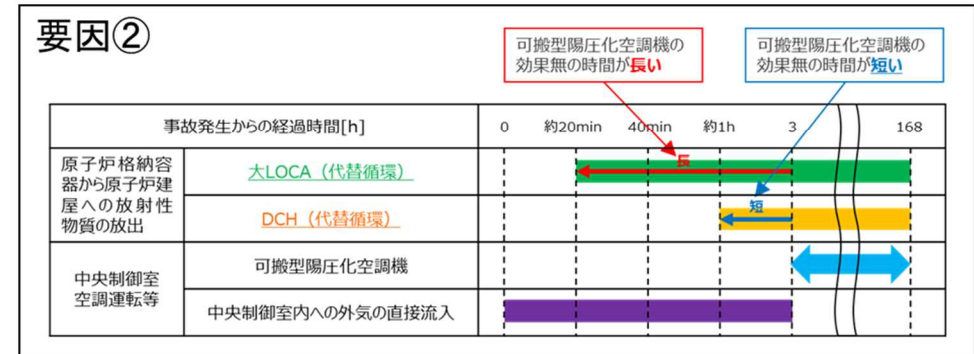 要因②
可搬型陽圧化空調機の
効果無の時間が長い
可搬型陽圧化空調機の
効果無の時間が短い
事故発生からの経過時間[h]
0 約20min 40min 約1h 3 168
原子炉格納容
器から原子炉建
屋への放射性
物質の放出
大LOCA（代替循環）
長
DCH（代替循環）
短
中央制御室
空調運転等
可搬型陽圧化空調機
中央制御室内への外気の直接流入